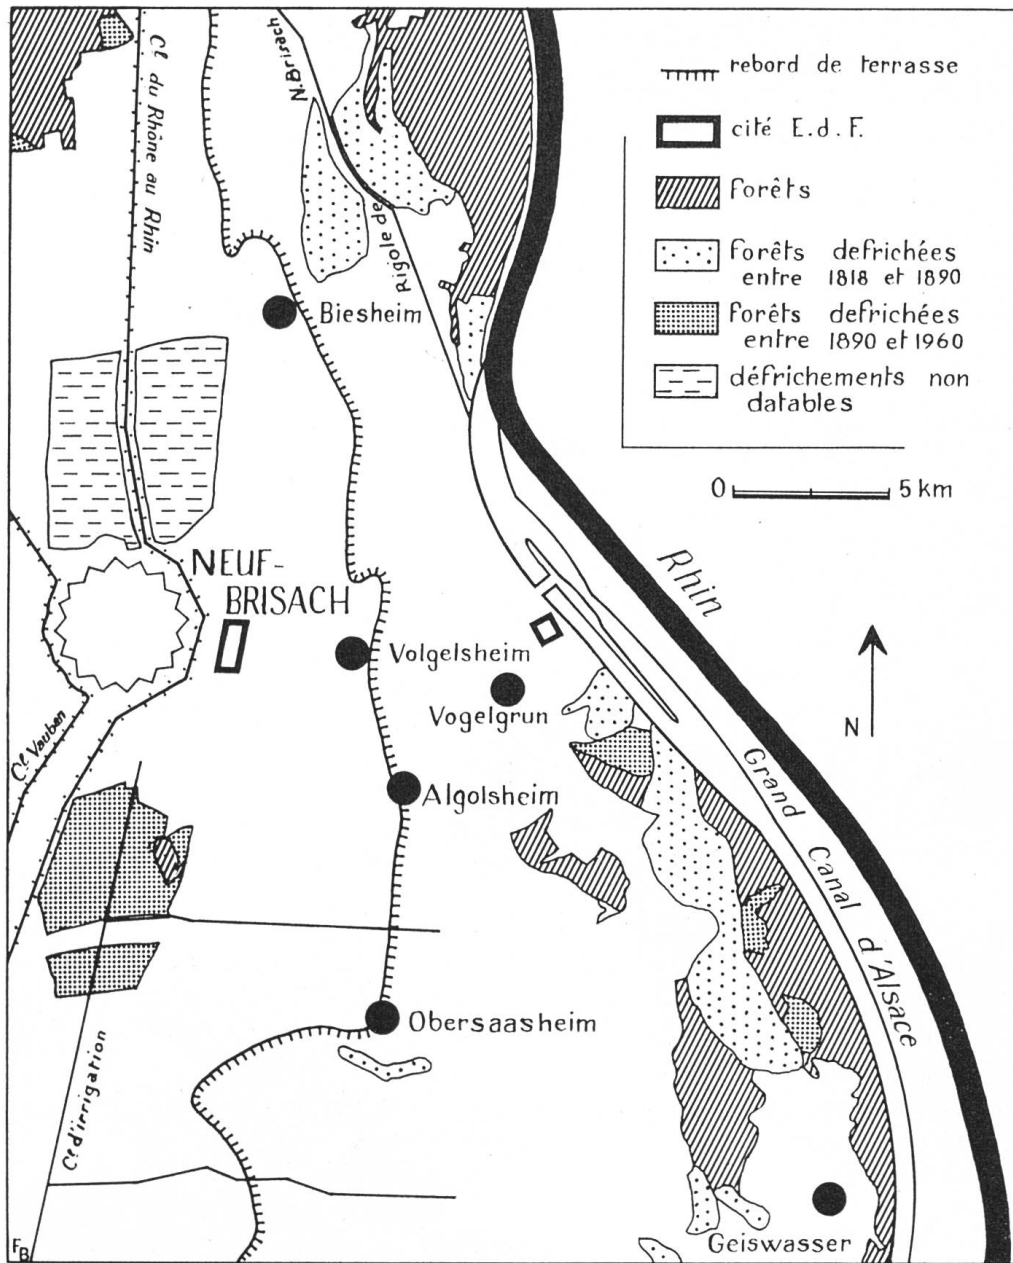 rebord de terrasse
cité E.d.F.
forêts
forêts defrichées
entre 1818 et 1890
forêts defrichées
entre 1890 et 1960
défrichements non
datables
0 5 km
N
Cl. du Rhône au Rhin
Rigole de N. Brisach
Biesheim
NEUF-
BRISACH
Volgelsheim
Vogelgrun
Rhin
Cl. Vauban
Algolsheim
Grand Canal d'Alsace
Obersaasheim
Cl. d'irrigation
Geiswasser
FB